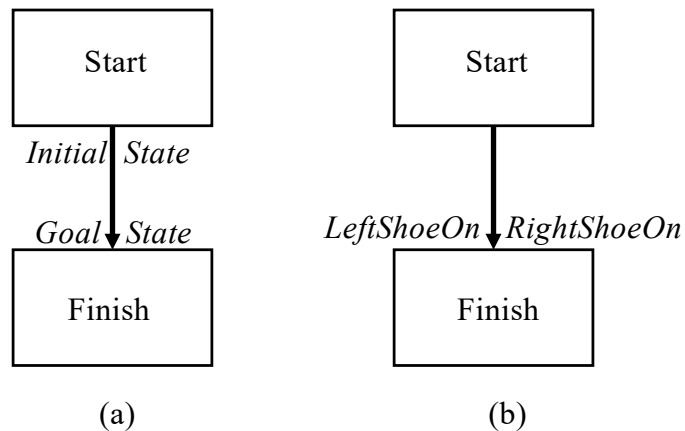 Start
Initial State
Goal State
Finish
(a)
Start
LeftShoeOn RightShoeOn
Finish
(b)